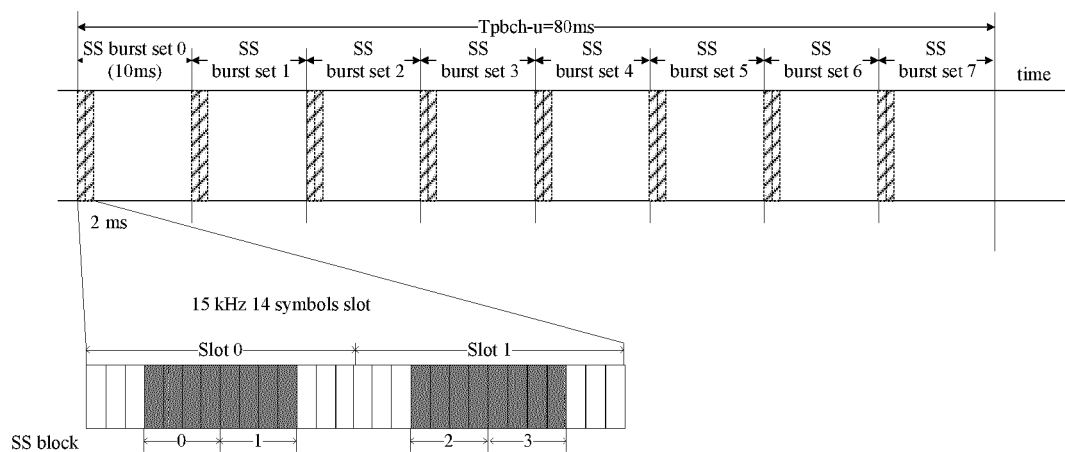 Tpbch-u=80ms
SS burst set 0
(10ms)
SS
burst set 1
SS
burst set 2
SS
burst set 3
SS
burst set 4
SS
burst set 5
SS
burst set 6
SS
burst set 7
time
2 ms
15 kHz 14 symbols slot
Slot 0
Slot 1
SS block
0
1
2
3